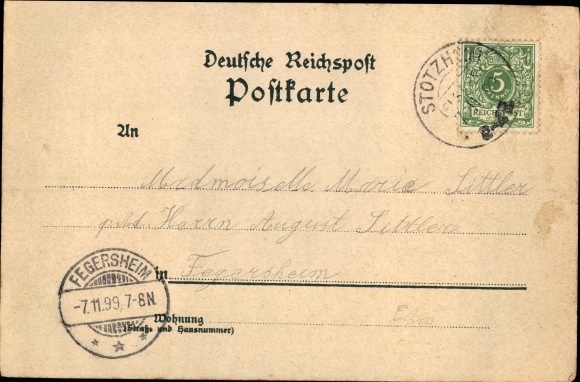 Deutsche Reichspost
Postkarte
STOTZHEIM
5
REICHSPOST
An
Madmoiselle Marie Sittler
Herrn August Sittler
in Fegersheim
FEGERSHEIM
-7.11.99, 7-8N.
Wohnung
(Straße und Hausnummer)